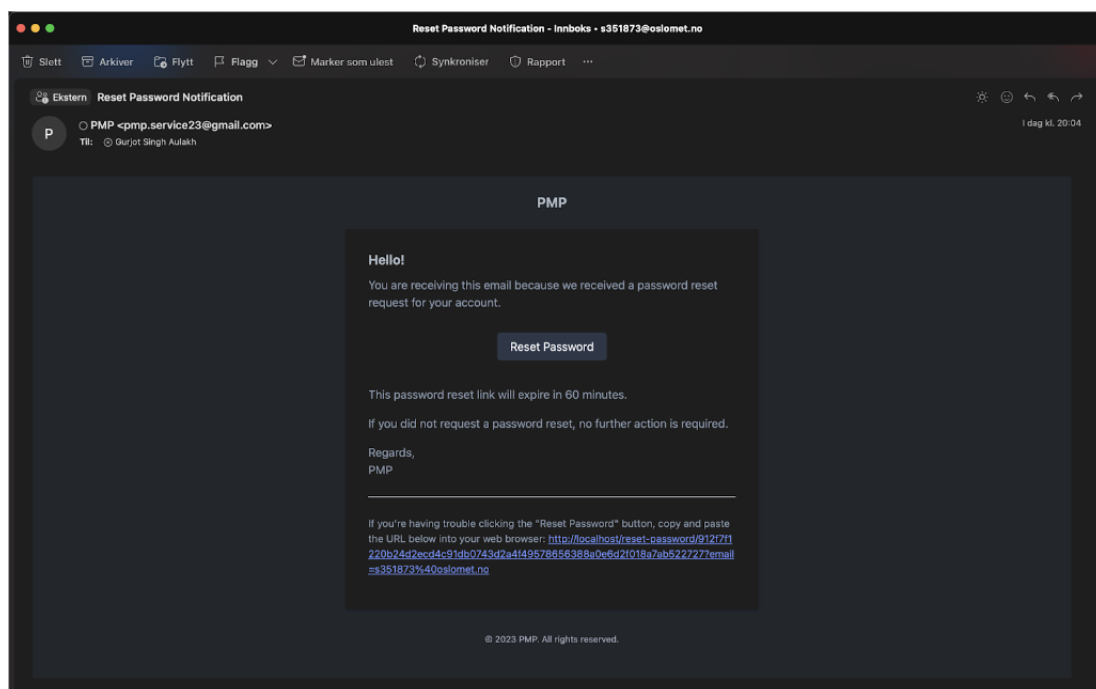 Reset Password Notification - Innboks • s351873@oslomet.no
Slett Arkiver Flytt Flagg Marker som ulest Synkroniser Rapport ...
Ekstern Reset Password Notification
P
PMP <pmp.service23@gmail.com>
I dag kl. 20:04
Til: Gurjot Singh Aulakh
PMP
Hello!
You are receiving this email because we received a password reset
request for your account.
Reset Password
This password reset link will expire in 60 minutes.
If you did not request a password reset, no further action is required.
Regards,
PMP
If you're having trouble clicking the "Reset Password" button, copy and paste
the URL below into your web browser: http://localhost/reset-password/912f7f1
220b24d2ecd4c91db0743d2a4f49578656388a0e6d2f018a7ab522727?email
=s351873%40oslomet.no
© 2023 PMP. All rights reserved.